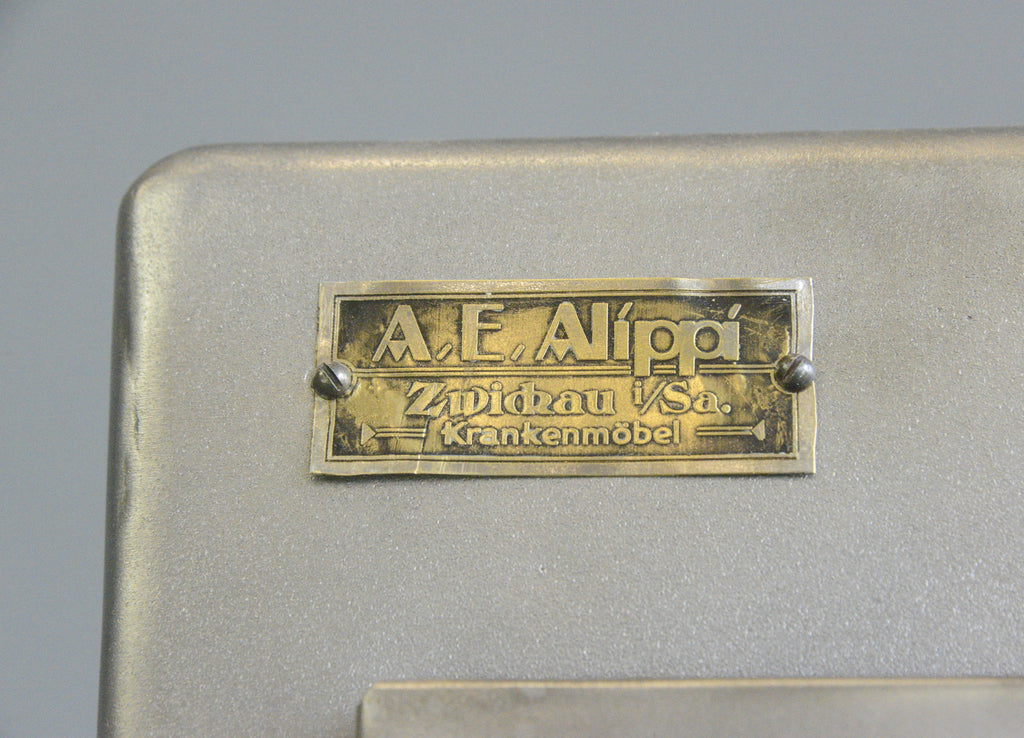 A. E. Alippi
Zwickau i/Sa.
Krankenmöbel